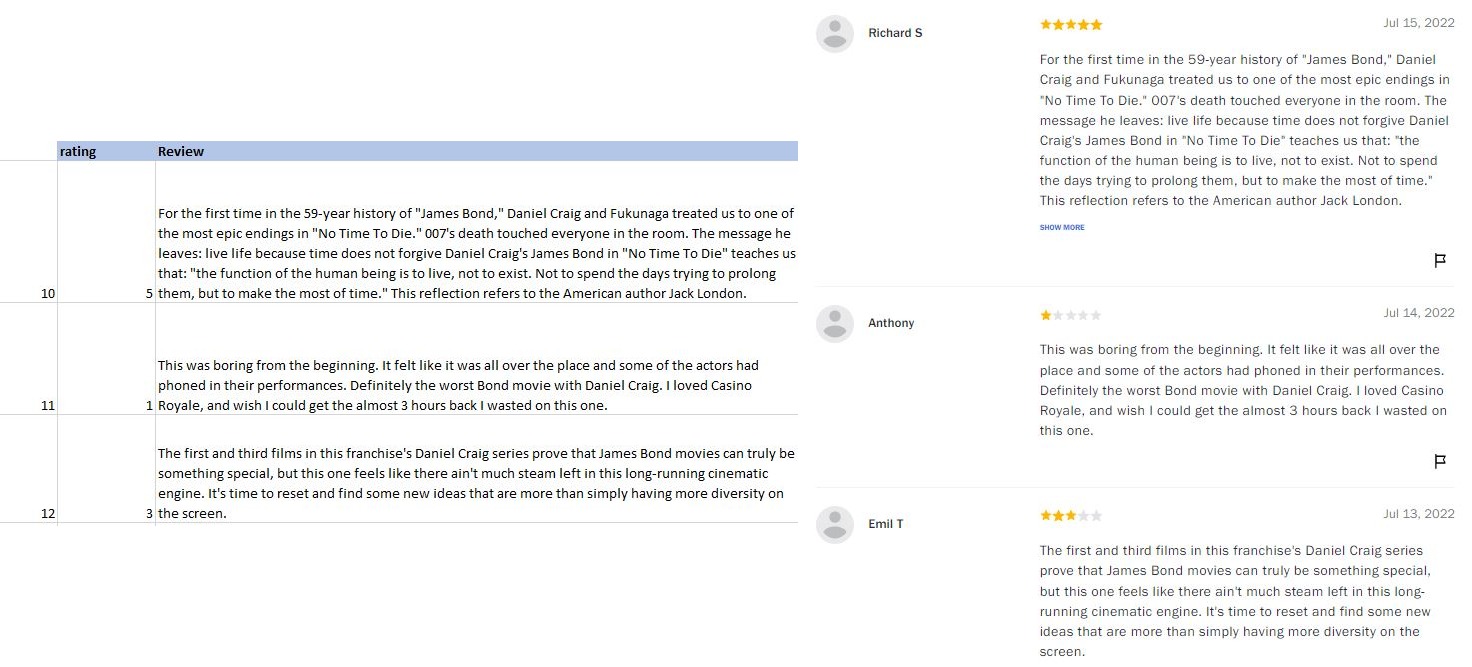 rating Review
For the first time in the 59-year history of "James Bond," Daniel Craig and Fukunaga treated us to one of
the most epic endings in "No Time To Die." 007's death touched everyone in the room. The message he
leaves: live life because time does not forgive Daniel Craig's James Bond in "No Time To Die" teaches us
that: "the function of the human being is to live, not to exist. Not to spend the days trying to prolong
10 5 them, but to make the most of time." This reflection refers to the American author Jack London.
This was boring from the beginning. It felt like it was all over the place and some of the actors had
phoned in their performances. Definitely the worst Bond movie with Daniel Craig. I loved Casino
11 1 Royale, and wish I could get the almost 3 hours back I wasted on this one.
The first and third films in this franchise's Daniel Craig series prove that James Bond movies can truly be
something special, but this one feels like there ain't much steam left in this long-running cinematic
engine. It's time to reset and find some new ideas that are more than simply having more diversity on
12 3 the screen.
Richard S
Jul 15, 2022
For the first time in the 59-year history of "James Bond," Daniel
Craig and Fukunaga treated us to one of the most epic endings in
"No Time To Die." 007's death touched everyone in the room. The
message he leaves: live life because time does not forgive Daniel
Craig's James Bond in "No Time To Die" teaches us that: "the
function of the human being is to live, not to exist. Not to spend
the days trying to prolong them, but to make the most of time."
This reflection refers to the American author Jack London.
SHOW MORE
Anthony
Jul 14, 2022
This was boring from the beginning. It felt like it was all over the
place and some of the actors had phoned in their performances.
Definitely the worst Bond movie with Daniel Craig. I loved Casino
Royale, and wish I could get the almost 3 hours back I wasted on
this one.
Emil T
Jul 13, 2022
The first and third films in this franchise's Daniel Craig series
prove that James Bond movies can truly be something special,
but this one feels like there ain't much steam left in this long-
running cinematic engine. It's time to reset and find some new
ideas that are more than simply having more diversity on the
screen.